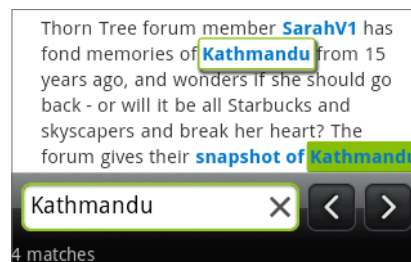 Thorn Tree forum member SarahV1 has
fond memories of Kathmandu from 15
years ago, and wonders if she should go
back - or will it be all Starbucks and
skyscapers and break her heart? The
forum gives their snapshot of Kathmandu
Kathmandu
4 matches